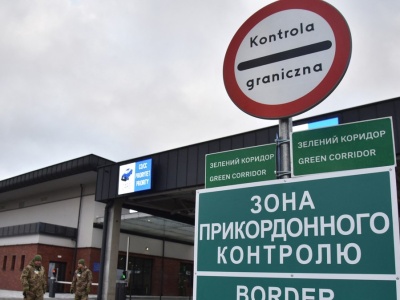 Kontrola
graniczna
ЗЕЛЕНИЙ КОРИДОР
GREEN CORRIDOR
ЗЕЛЕНИЙ КОРИДОР
GREEN CORRIDOR
ЗОНА
ПРИКОРДОННОГО
КОНТРОЛЮ
BORDER